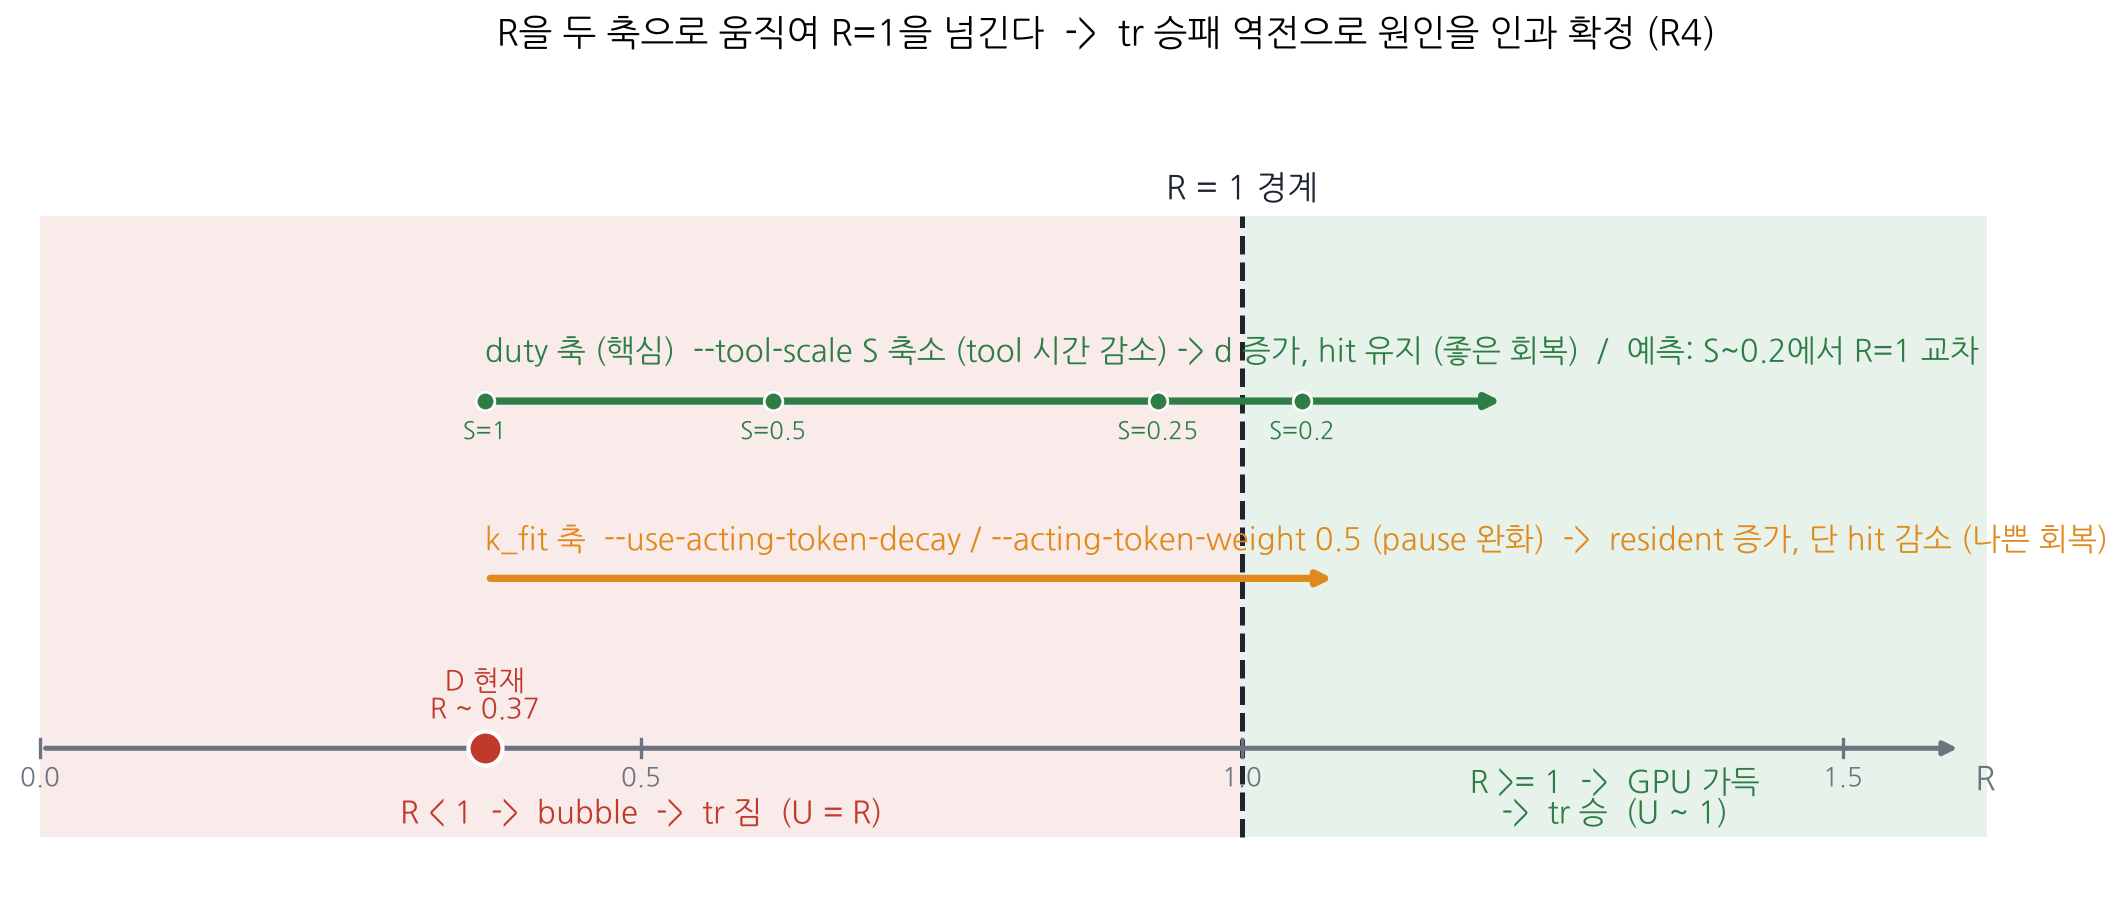 R을 두 축으로 움직여 R=1을 넘긴다 -> tr 승패 역전으로 원인을 인과 확정 (R4)
R = 1 경계
duty 축 (핵심) --tool-scale S 축소 (tool 시간 감소) -> d 증가, hit 유지 (좋은 회복) / 예측: S~0.2에서 R=1 교차
S=1 S=0.5 S=0.25 S=0.2
k_fit 축 --use-acting-token-decay / --acting-token-weight 0.5 (pause 완화) -> resident 증가, 단 hit 감소 (나쁜 회복)
D 현재
R ~ 0.37
0.0 0.5 1.0 1.5 R
R < 1 -> bubble -> tr 짐 (U = R)
R >= 1 -> GPU 가득
-> tr 승 (U ~ 1)